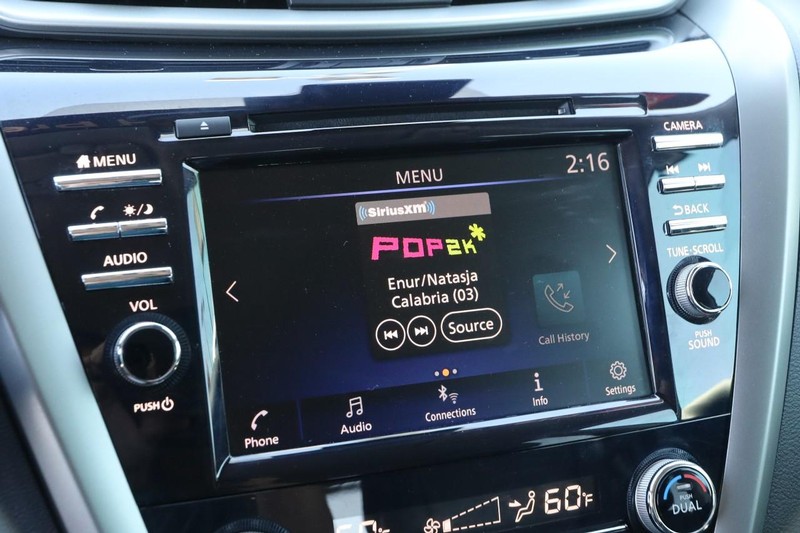 MENU
AUDIO
VOL
PUSH
MENU
2:16
SiriusXM
POP2K
Enur/Natasja
Calabria (03)
Source
Call History
Phone
Audio
Connections
Info
Settings
CAMERA
BACK
TUNE·SCROLL
PUSH
SOUND
60°F
PUSH
DUAL